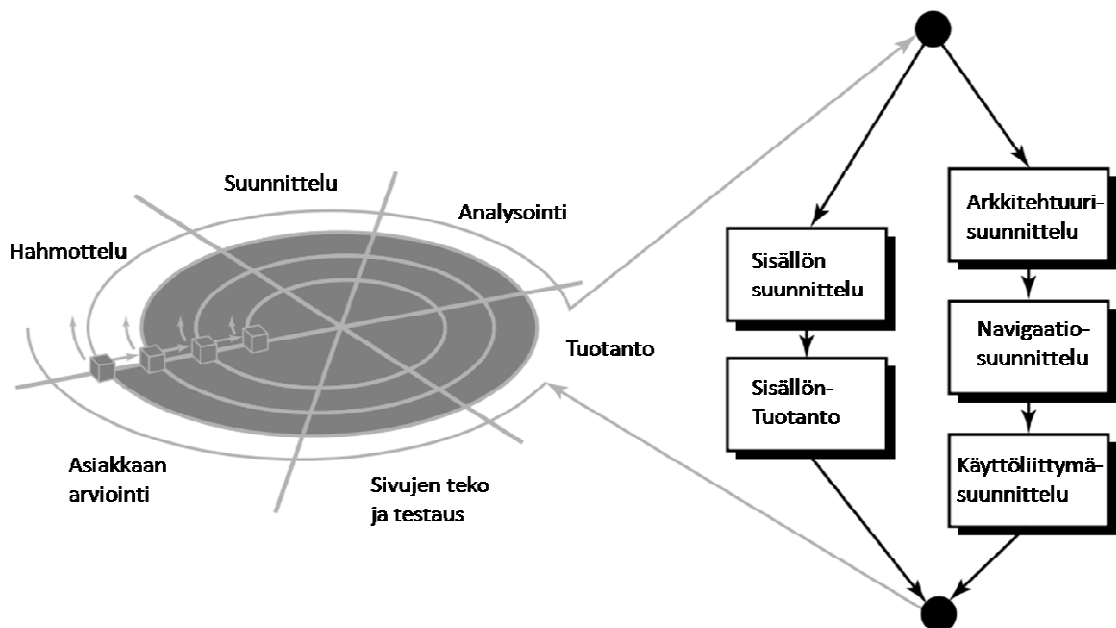 Suunnittelu
Analysointi
Hahmottelu
Tuotanto
Asiakkaan
arviointi
Sivujen teko
ja testaus
Sisällön
suunnittelu
Sisällön-
Tuotanto
Arkkitehtuuri-
suunnittelu
Navigaatio-
suunnittelu
Käyttöliittymä-
suunnittelu